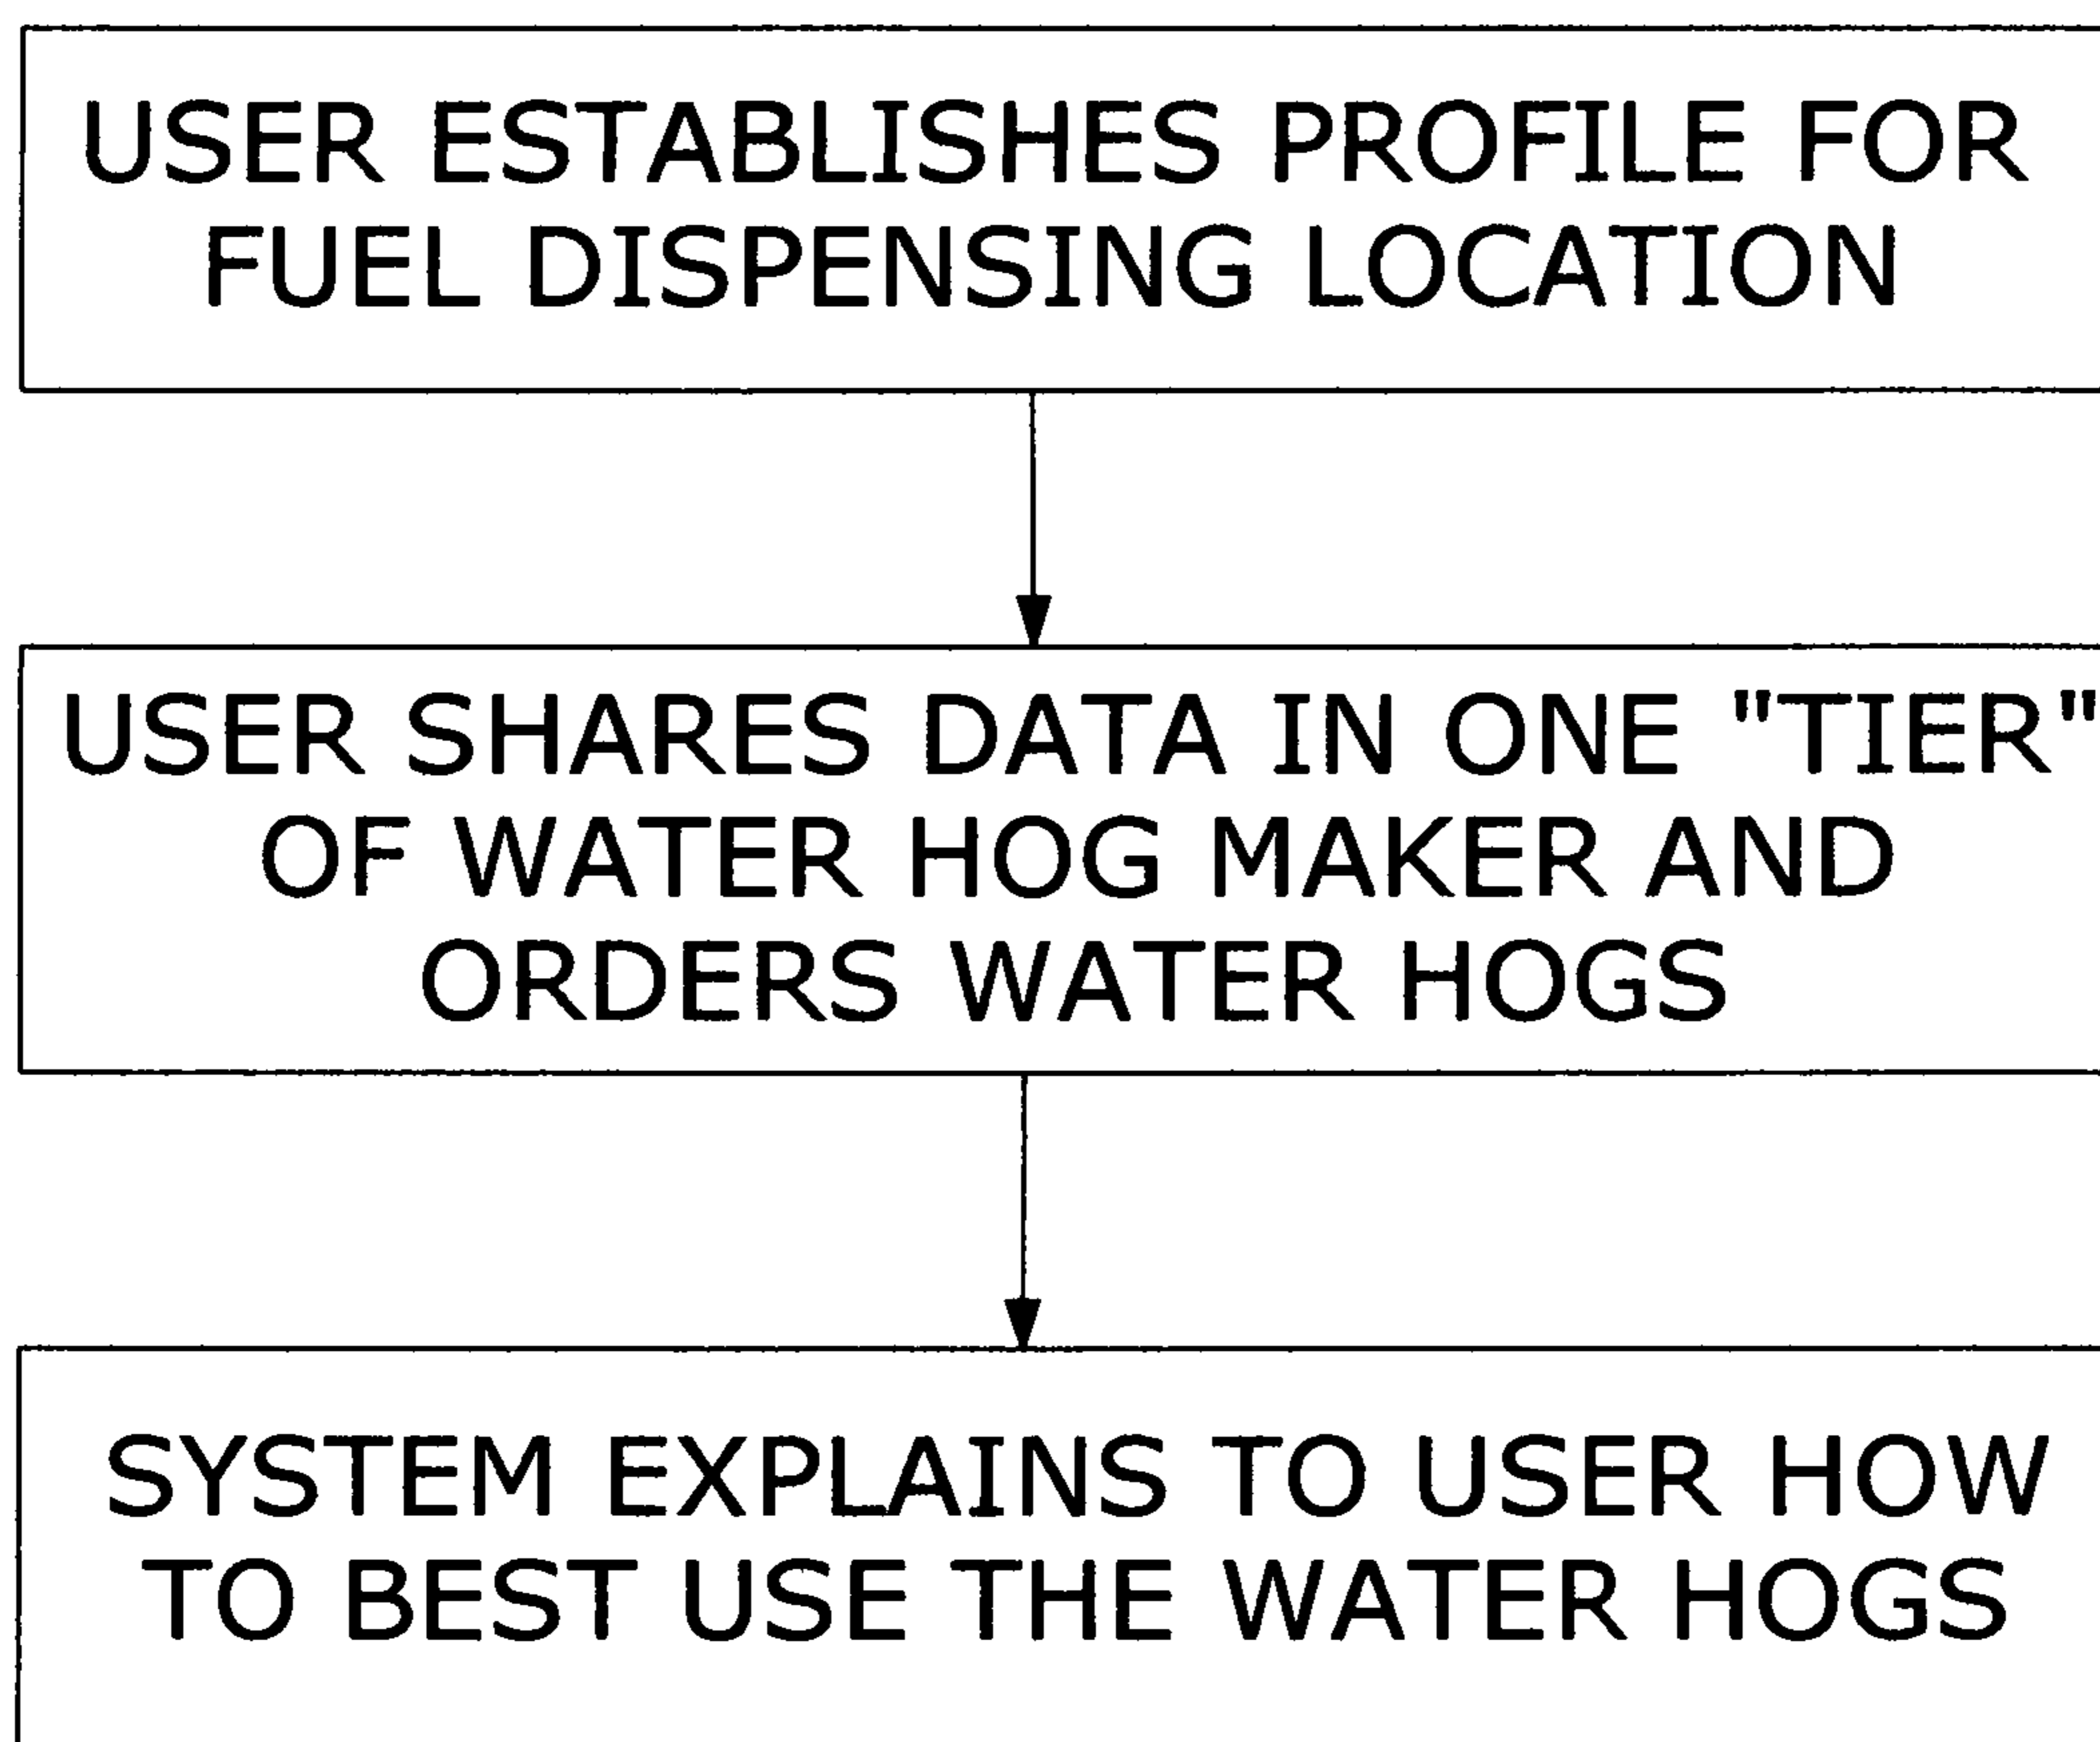 USER ESTABLISHES PROFILE FOR
FUEL DISPENSING LOCATION
USER SHARES DATA IN ONE "TIER"
OF WATER HOG MAKER AND
ORDERS WATER HOGS
SYSTEM EXPLAINS TO USER HOW
TO BEST USE THE WATER HOGS